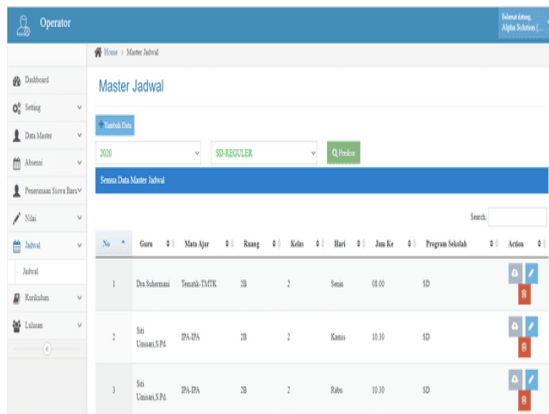 Operator
Selamat datang,
Alpha Solution (...
Home > Master Jadwal
Dashboard
Master Jadwal
Setting
Data Master
Tambah Data
Absensi
2020
SD-REGULER
Periksa
Penerimaan Siswa Baru
Semua Data Master Jadwal
Nilai
Search:
Jadwal
No Guru Mata Ajar Ruang Kelas Hari Jam Ke Program Sekolah Action
Jadwal
1 Dra Suhermani Tematik-TMTK 2B 2 Senin 08.00 SD
Kurikulum
Lulusan
2 Siti
Umisari,S.Pd. IPA-IPA 2B 2 Kamis 10.30 SD
3 Siti
Umisari,S.Pd. IPA-IPA 2B 2 Rabu 10.30 SD